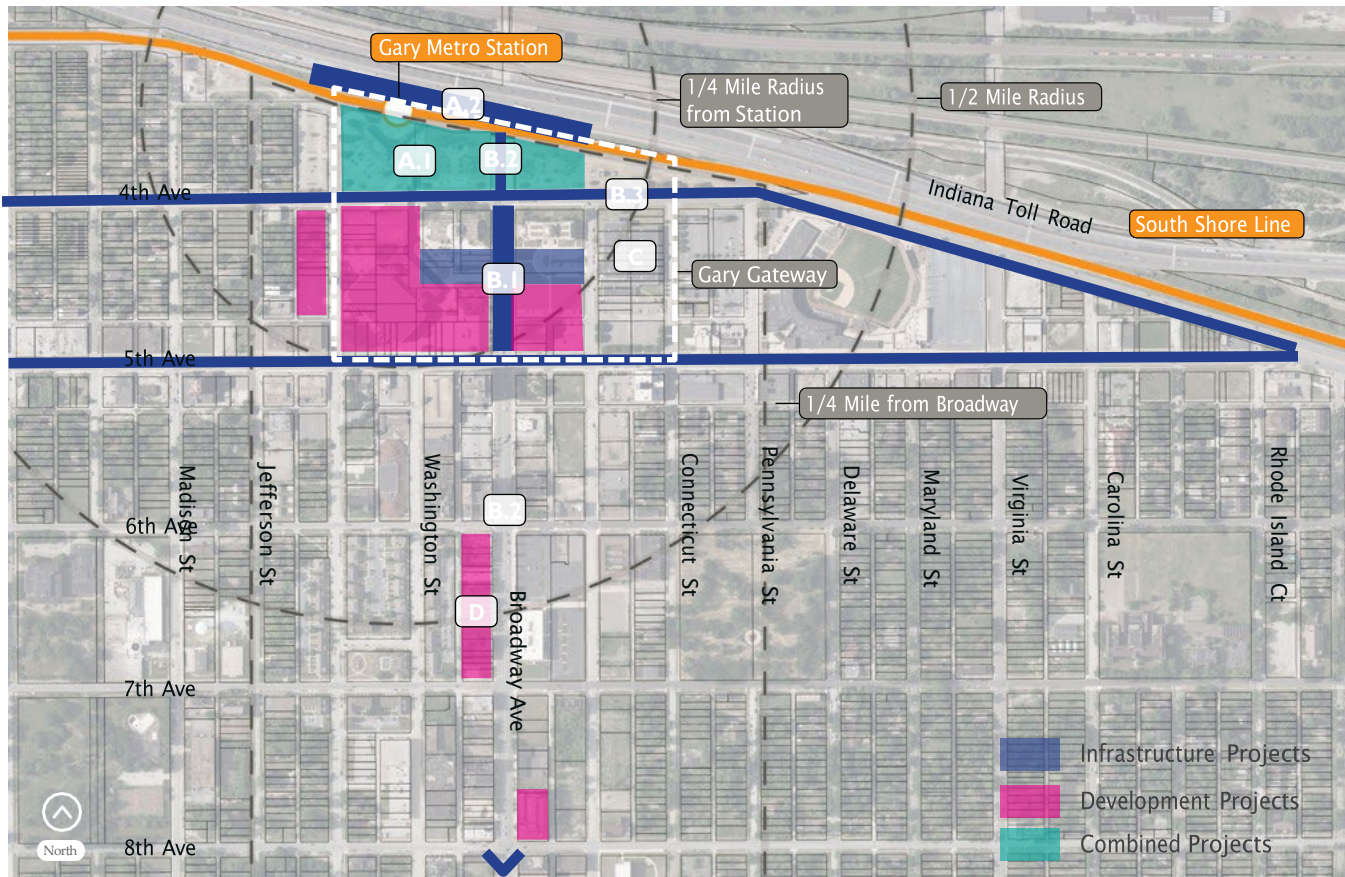 Gary Metro Station
1/4 Mile Radius
from Station
1/2 Mile Radius
A.2
A.1
B.2
4th Ave
B.3
Indiana Toll Road
South Shore Line
C
Gary Gateway
B.1
5th Ave
1/4 Mile from Broadway
Madison St
Jefferson St
Washington St
Connecticut St
Pennsylvania St
Delaware St
Maryland St
Virginia St
Carolina St
Rhode Island Ct
B.2
6th Ave
D
Broadway Ave
7th Ave
Infrastructure Projects
Development Projects
Combined Projects
North
8th Ave